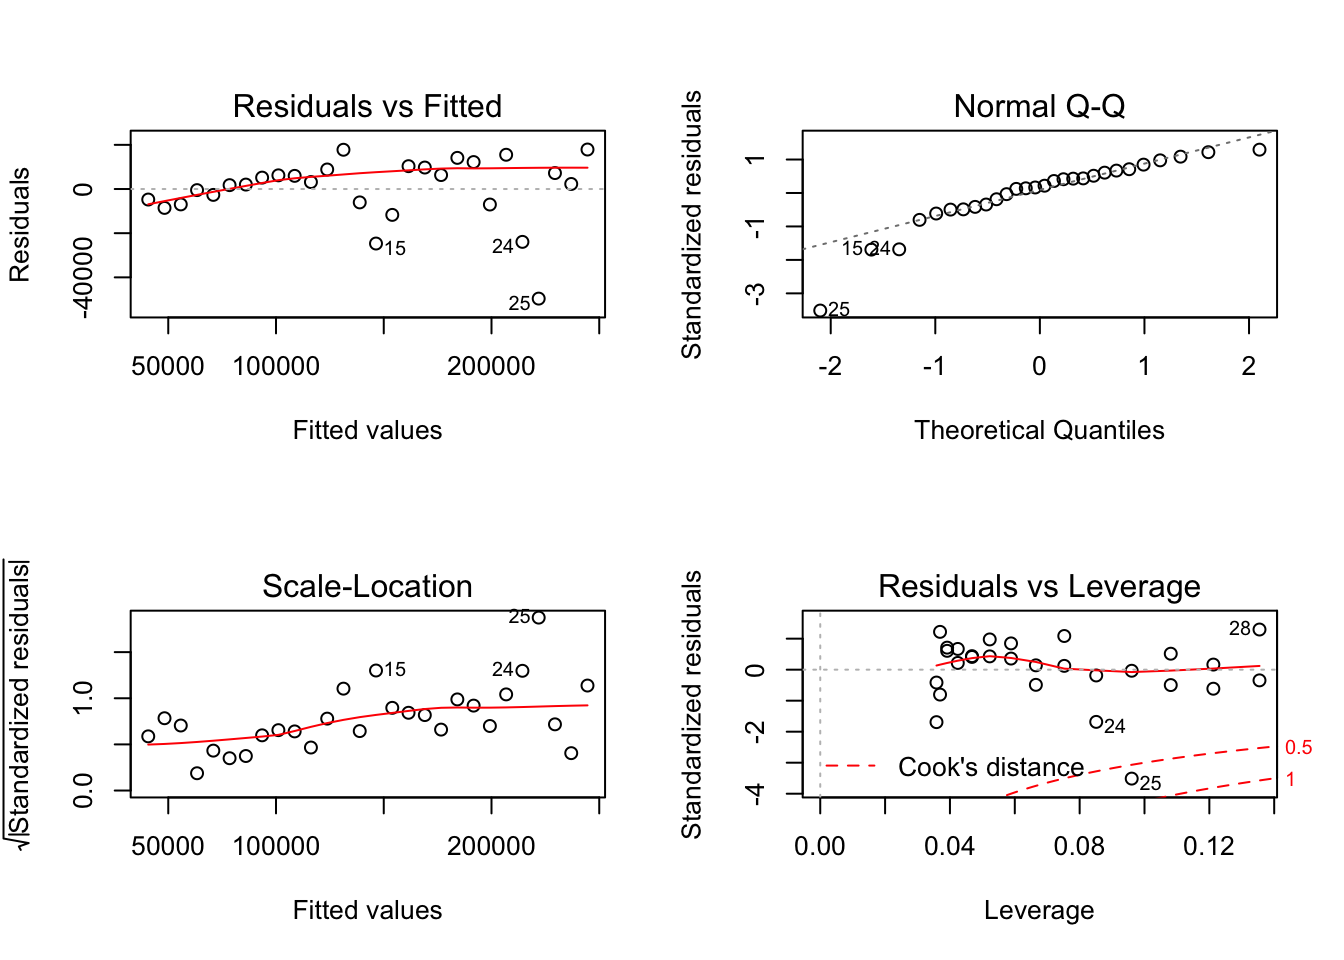 Residuals vs Fitted
Residuals
0
-40000
15
24
25
50000 100000 200000
Fitted values
Normal Q-Q
Standardized residuals
1
-1
-3
15
24
25
-2 -1 0 1 2
Theoretical Quantiles
Scale-Location
√|Standardized residuals|
1.0
0.0
25
15
24
50000 100000 200000
Fitted values
Residuals vs Leverage
Standardized residuals
0
-2
-4
28
24
25
Cook's distance
0.5
1
0.00 0.04 0.08 0.12
Leverage